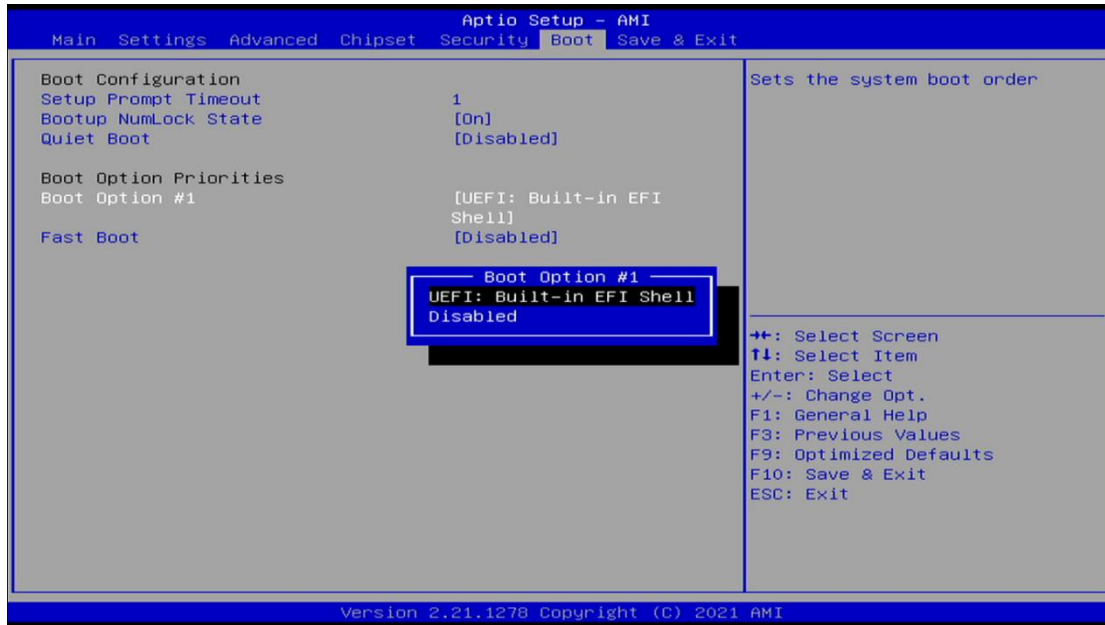 Aptio Setup – AMI
Main Settings Advanced Chipset Security Boot Save & Exit
Boot Configuration
Setup Prompt Timeout 1
Bootup NumLock State [On]
Quiet Boot [Disabled]
Boot Option Priorities
Boot Option #1 [UEFI: Built-in EFI
Shell]
Fast Boot [Disabled]
Boot Option #1
UEFI: Built-in EFI Shell
Disabled
Sets the system boot order
→←: Select Screen
↑↓: Select Item
Enter: Select
+/-: Change Opt.
F1: General Help
F3: Previous Values
F9: Optimized Defaults
F10: Save & Exit
ESC: Exit
Version 2.21.1278 Copyright (C) 2021 AMI